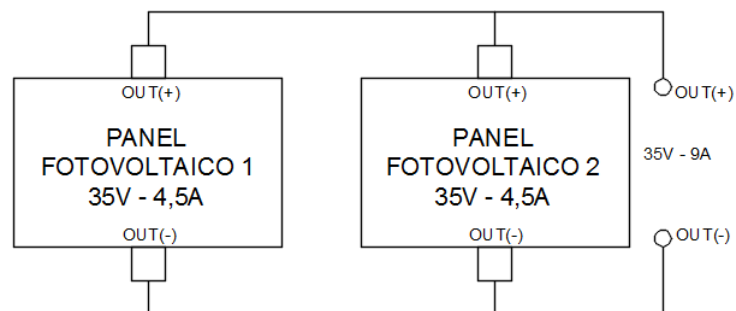 OUT(+)
PANEL
FOTOVOLTAICO 1
35V - 4,5A
OUT(-)
OUT(+)
PANEL
FOTOVOLTAICO 2
35V - 4,5A
OUT(-)
OUT(+)
35V - 9A
OUT(-)